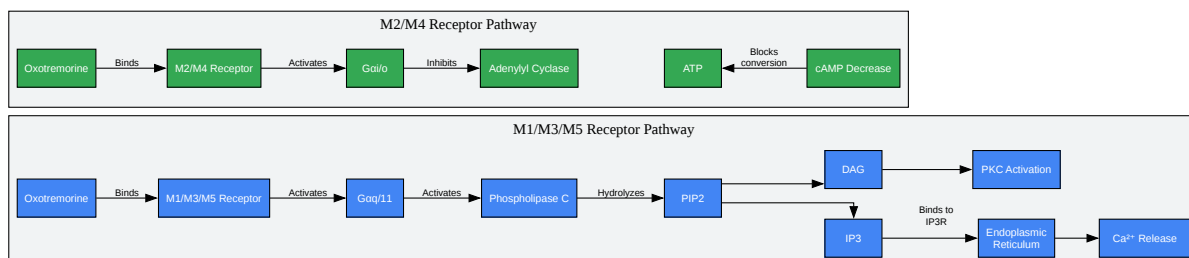 M2/M4 Receptor Pathway
Oxotremorine
Binds
M2/M4 Receptor
Activates
Gαi/o
Inhibits
Adenylyl Cyclase
ATP
Blocks
conversion
cAMP Decrease
M1/M3/M5 Receptor Pathway
Oxotremorine
Binds
M1/M3/M5 Receptor
Activates
Gαq/11
Activates
Phospholipase C
Hydrolyzes
PIP2
DAG
PKC Activation
IP3
Binds to
IP3R
Endoplasmic
Reticulum
Ca²⁺ Release